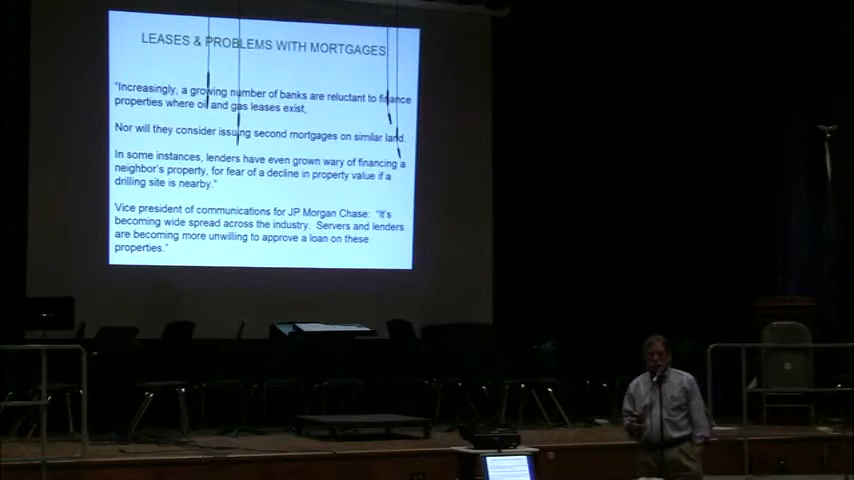 LEASES & PROBLEMS WITH MORTGAGES
"Increasingly, a growing number of banks are reluctant to finance
properties where oil and gas leases exist,
Nor will they consider issuing second mortgages on similar land.
In some instances, lenders have even grown wary of financing a
neighbor's property, for fear of a decline in property value if a
drilling site is nearby."
Vice president of communications for JP Morgan Chase: "It's
becoming wide spread across the industry. Servers and lenders
are becoming more unwilling to approve a loan on these
properties."